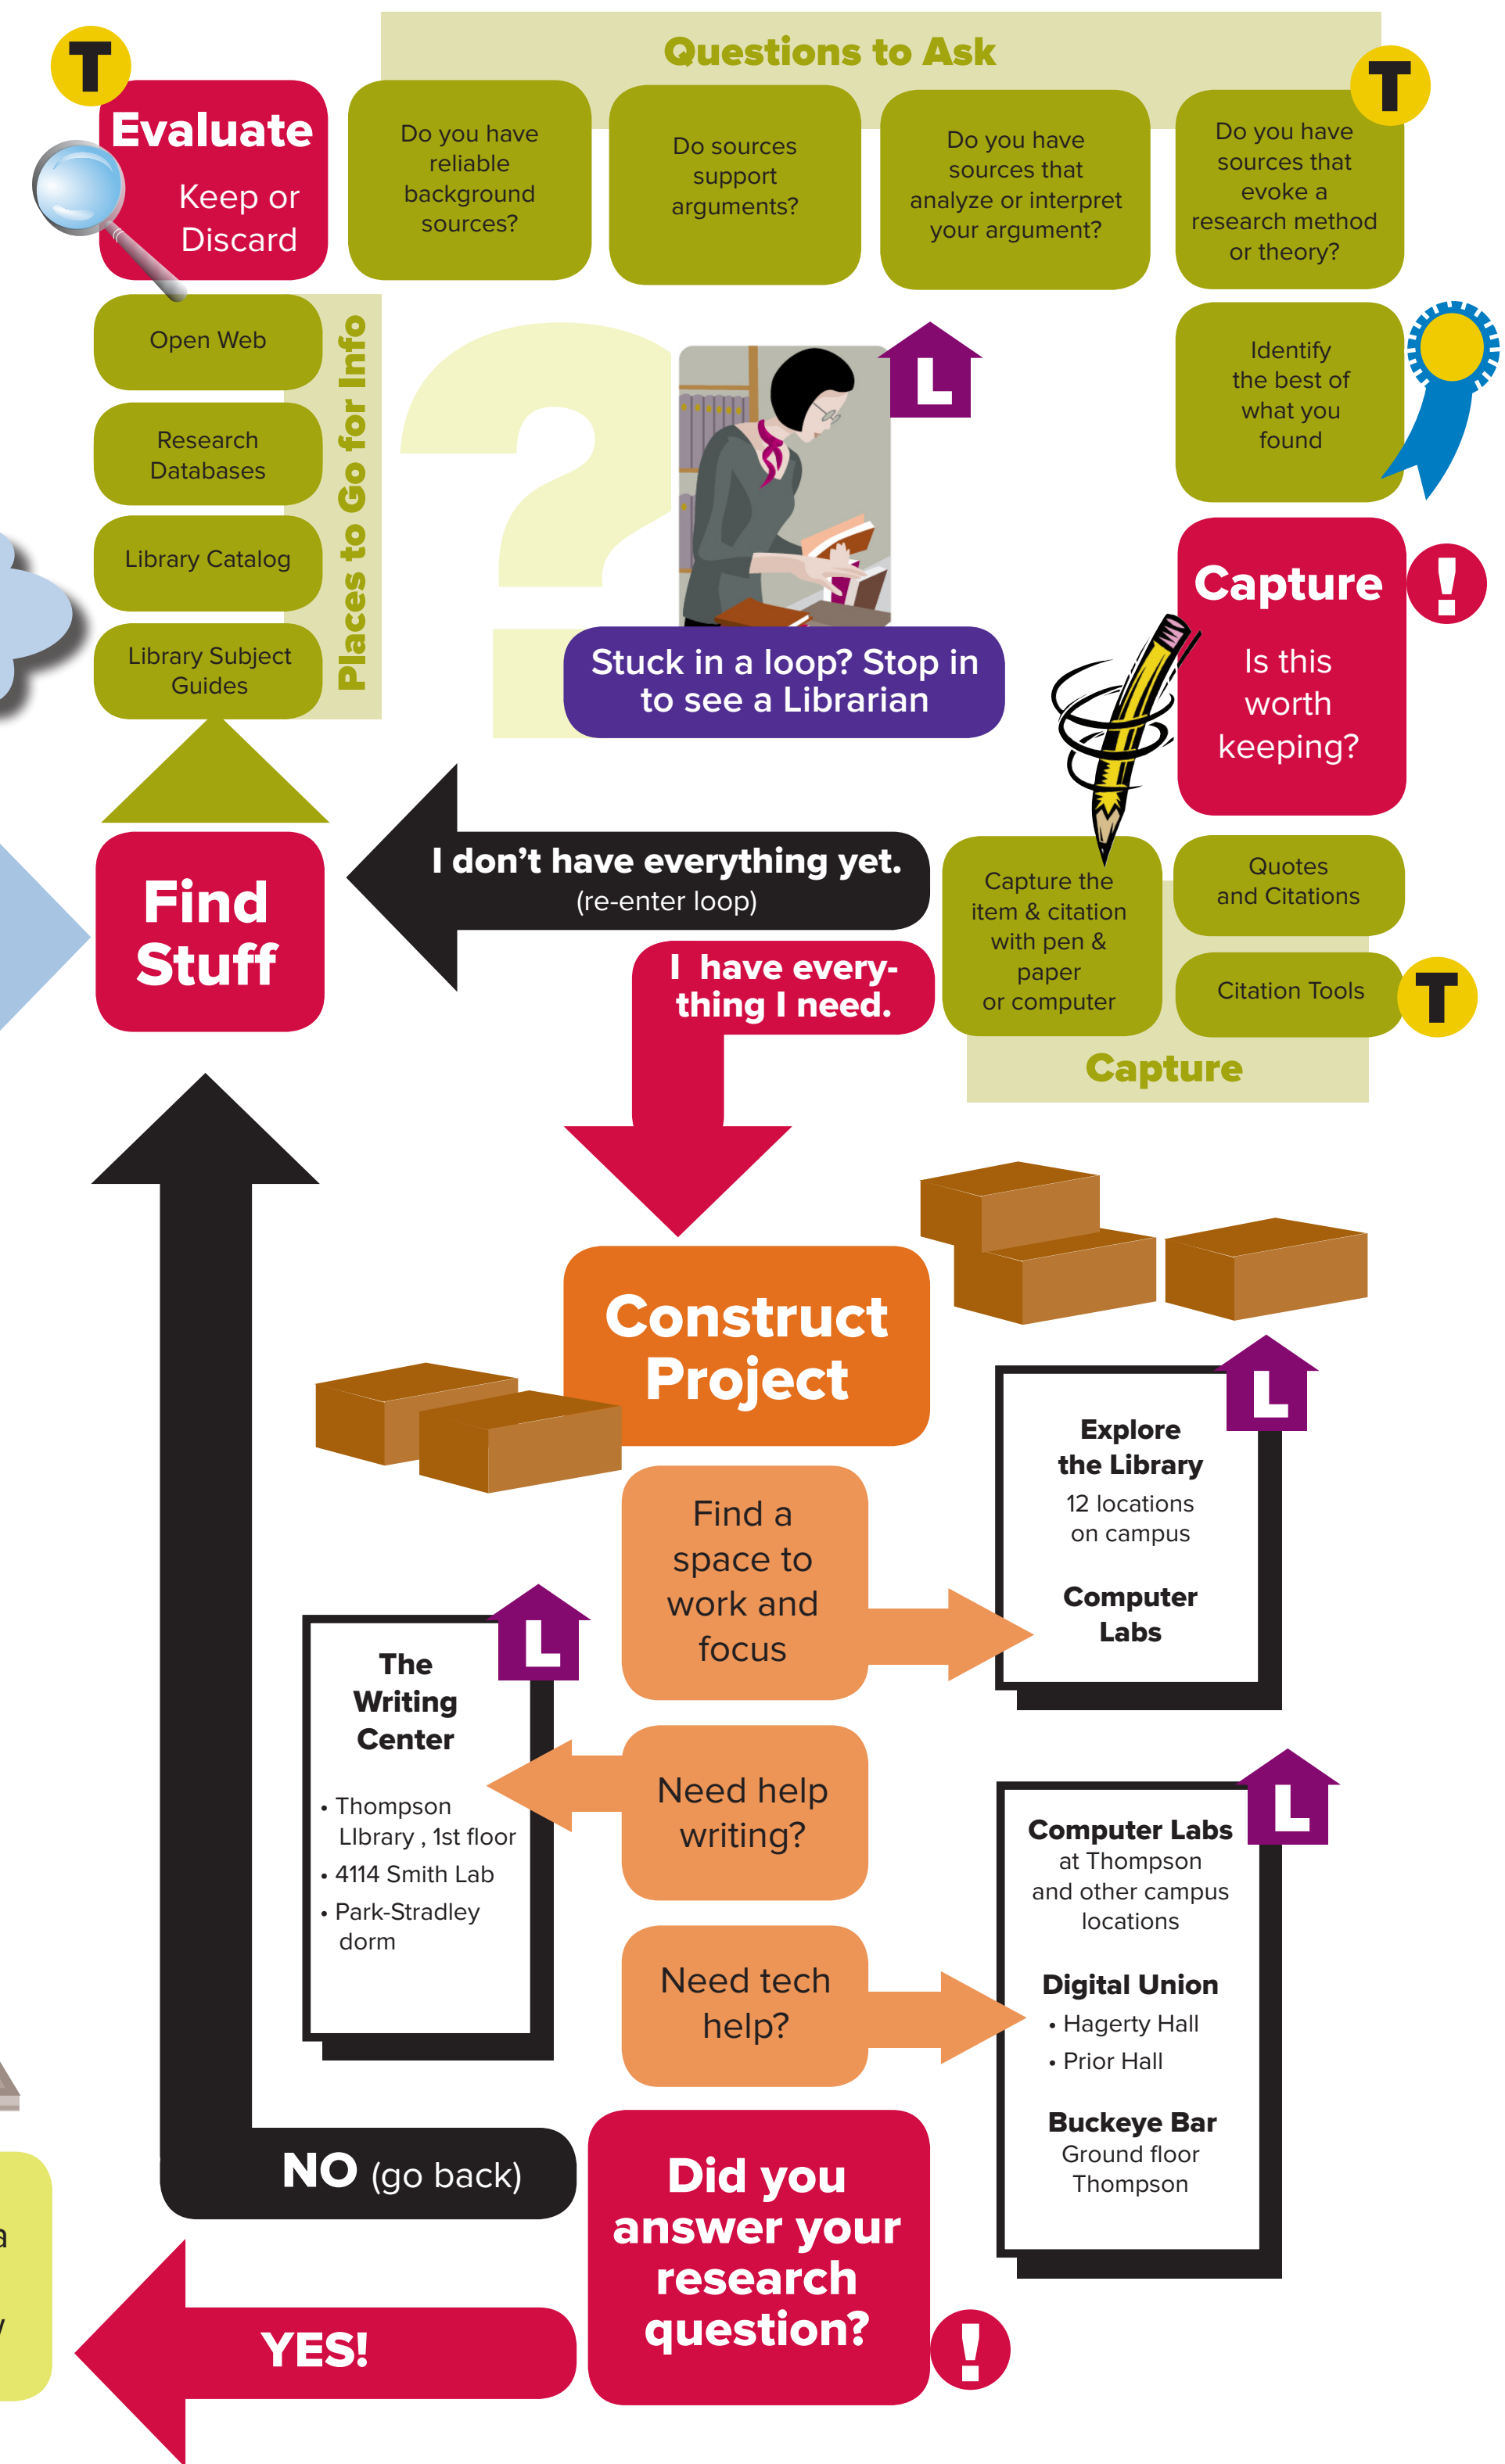 Questions to Ask
T
Evaluate
Keep or
Discard
Do you have
reliable
background
sources?
Do sources
support
arguments?
Do you have
sources that
analyze or interpret
your argument?
T
Do you have
sources that
evoke a
research method
or theory?
Places to Go for Info
Open Web
Research
Databases
Library Catalog
Library Subject
Guides
L
Stuck in a loop? Stop in
to see a Librarian
Identify
the best of
what you
found
Capture
!
Is this
worth
keeping?
Find
Stuff
I don’t have everything yet.
(re-enter loop)
I have every-
thing I need.
Capture the
item & citation
with pen &
paper
or computer
Quotes
and Citations
Citation Tools
T
Capture
Construct
Project
Find a
space to
work and
focus
L
Explore
the Library
12 locations
on campus
Computer
Labs
L
The
Writing
Center
• Thompson
LIbrary , 1st floor
• 4114 Smith Lab
• Park-Stradley
dorm
Need help
writing?
Need tech
help?
L
Computer Labs
at Thompson
and other campus
locations
Digital Union
• Hagerty Hall
• Prior Hall
Buckeye Bar
Ground floor
Thompson
NO (go back)
Did you
answer your
research
question?
!
YES!
a